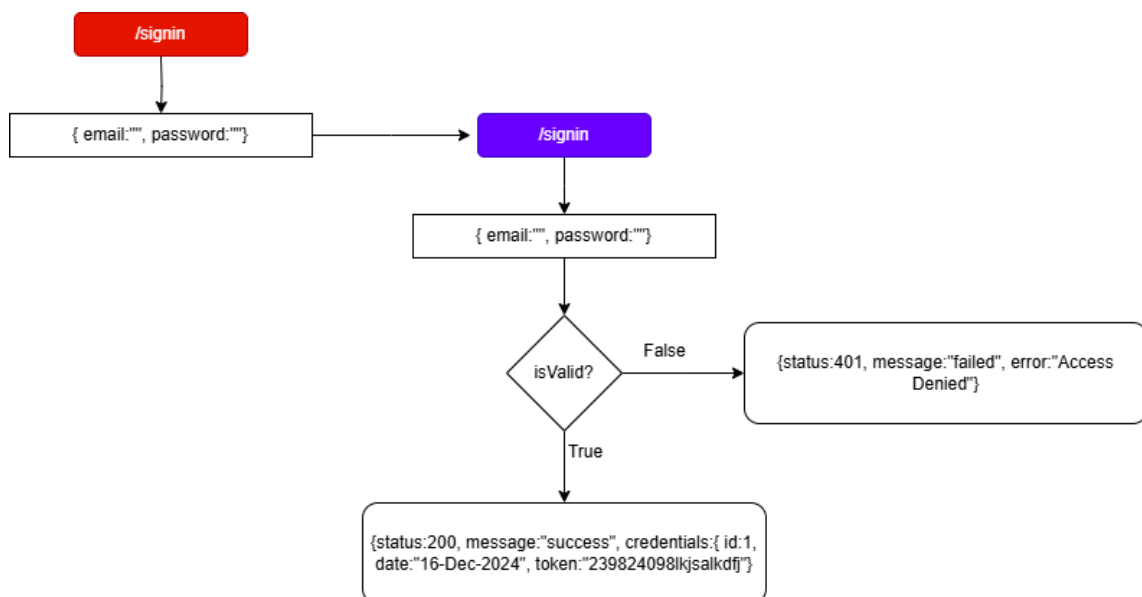 /signin
{ email:"", password:""}
/signin
{ email:"", password:""}
isValid?
False
{status:401, message:"failed", error:"Access
Denied"}
True
{status:200, message:"success", credentials:{ id:1,
date:"16-Dec-2024", token:"239824098lkjsalkdfj"}